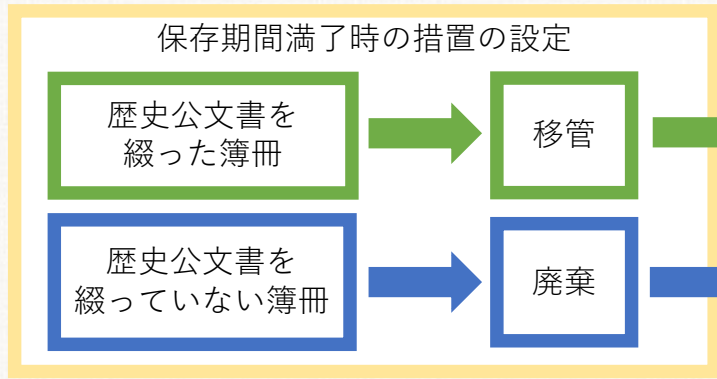 保存期間満了時の措置の設定
歴史公文書を
綴った簿冊
移管
歴史公文書を
綴っていない簿冊
廃棄